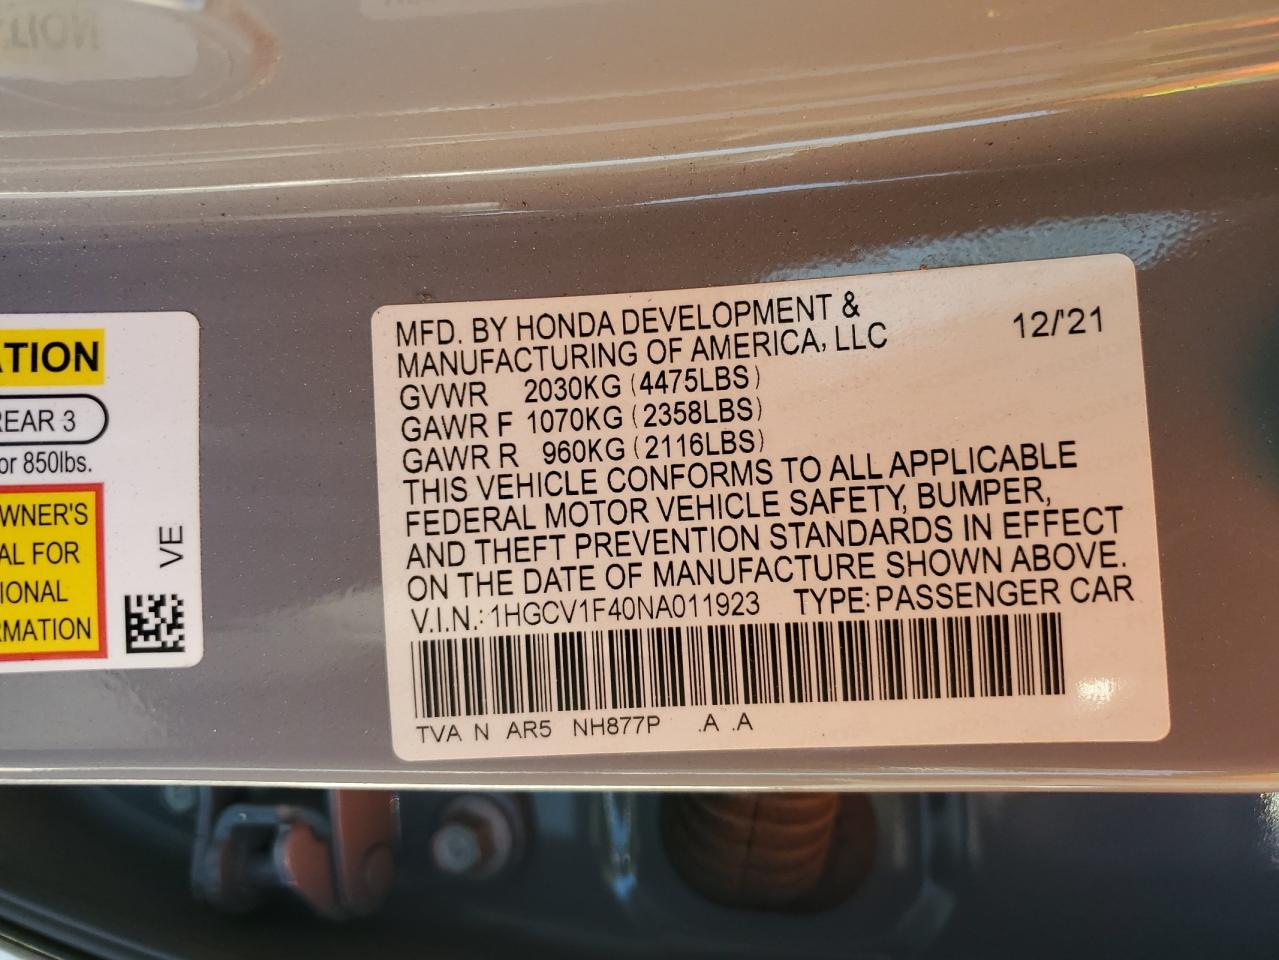 MFD. BY HONDA DEVELOPMENT & 12/'21
MANUFACTURING OF AMERICA, LLC
GVWR 2030KG (4475LBS)
GAWR F 1070KG (2358LBS)
GAWR R 960KG (2116LBS)
THIS VEHICLE CONFORMS TO ALL APPLICABLE
FEDERAL MOTOR VEHICLE SAFETY, BUMPER,
AND THEFT PREVENTION STANDARDS IN EFFECT
ON THE DATE OF MANUFACTURE SHOWN ABOVE.
V.I.N.: 1HGCV1F40NA011923 TYPE: PASSENGER CAR
TVA N AR5 NH877P .A .A
ATION
REAR 3
or 850lbs.
WNER'S
AL FOR
IONAL
RMATION
VE